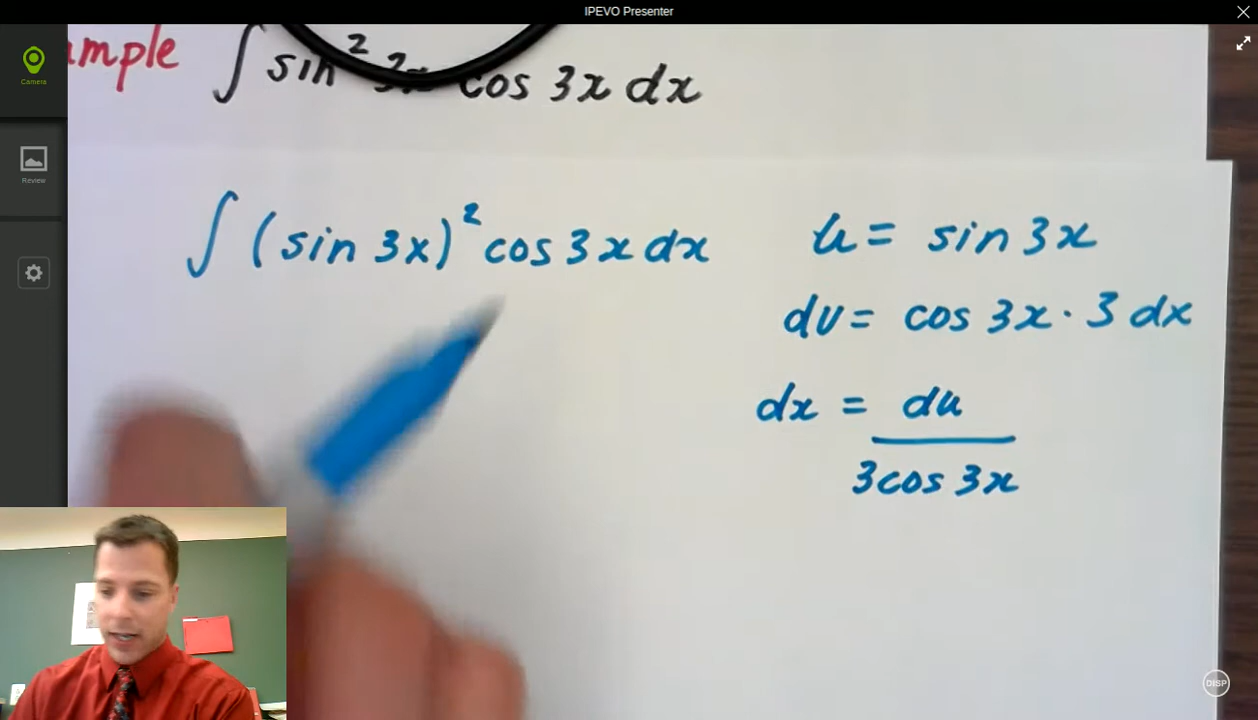 IPEVO Presenter
Camera
Review
mple ∫ sin² 3x cos 3x dx
∫ (sin 3x)² cos 3x dx
u = sin 3x
du = cos 3x · 3 dx
dx = du
3cos 3x
DISP